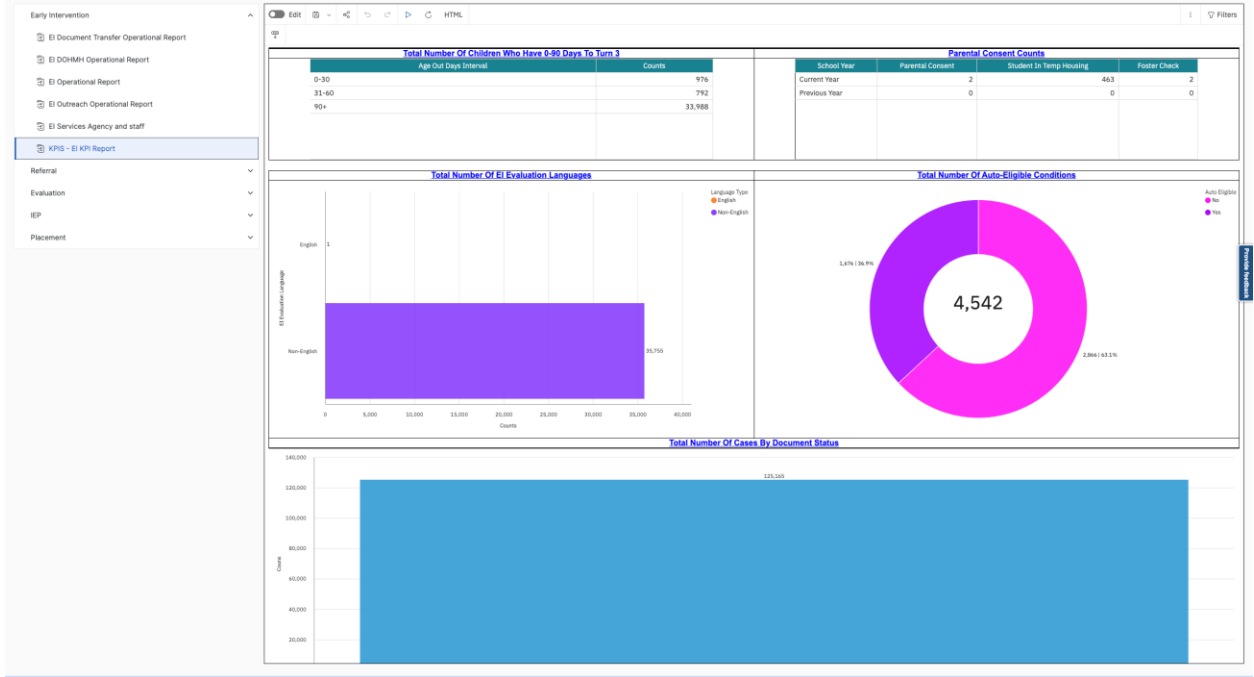 Early Intervention
EI Document Transfer Operational Report
EI DOHMH Operational Report
EI Operational Report
EI Outreach Operational Report
EI Services Agency and staff
KPIS - EI KPI Report
Referral
Evaluation
IEP
Placement
Edit
HTML
Filters
Total Number Of Children Who Have 0-90 Days To Turn 3
Age Out Days Interval Counts
0-30 976
31-60 792
90+ 33,988
Parental Consent Counts
School Year Parental Consent Student In Temp Housing Foster Check
Current Year 2 463 2
Previous Year 0 0 0
Total Number Of EI Evaluation Languages
Language Type
English
Non-English
EI Evaluation Language
English 1
Non-English 35,755
0 5,000 10,000 15,000 20,000 25,000 30,000 35,000 40,000
Counts
Total Number Of Auto-Eligible Conditions
Auto Eligible
No
Yes
1,676 | 36.9%
4,542
2,866 | 63.1%
Provide feedback
Total Number Of Cases By Document Status
140,000
125,165
120,000
100,000
80,000
Counts
60,000
40,000
20,000